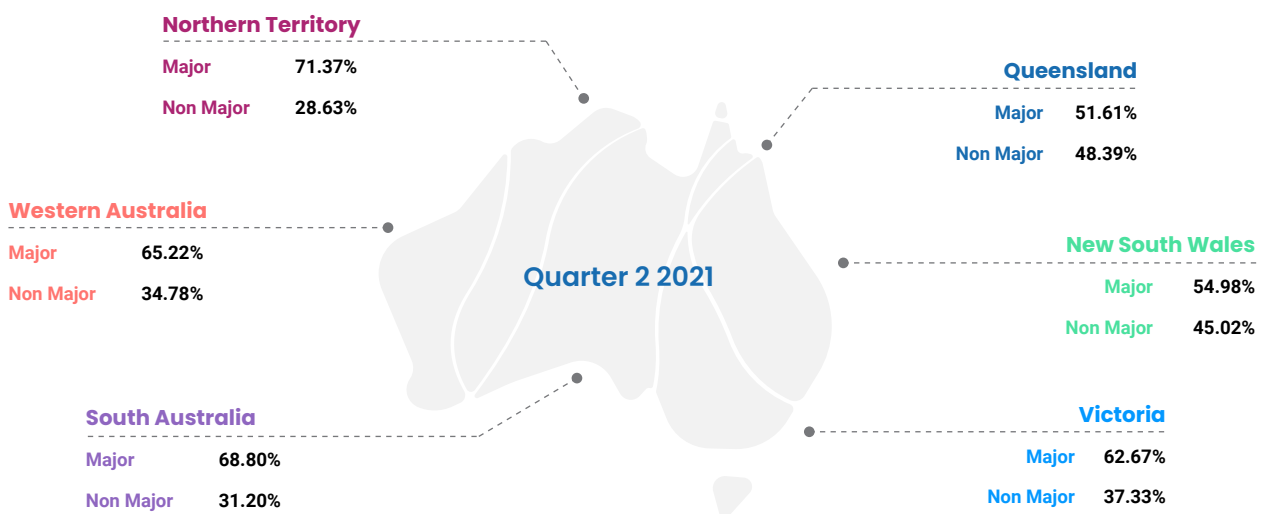 Northern Territory
Major 71.37%
Non Major 28.63%
Queensland
Major 51.61%
Non Major 48.39%
Western Australia
Major 65.22%
Non Major 34.78%
Quarter 2 2021
New South Wales
Major 54.98%
Non Major 45.02%
South Australia
Major 68.80%
Non Major 31.20%
Victoria
Major 62.67%
Non Major 37.33%